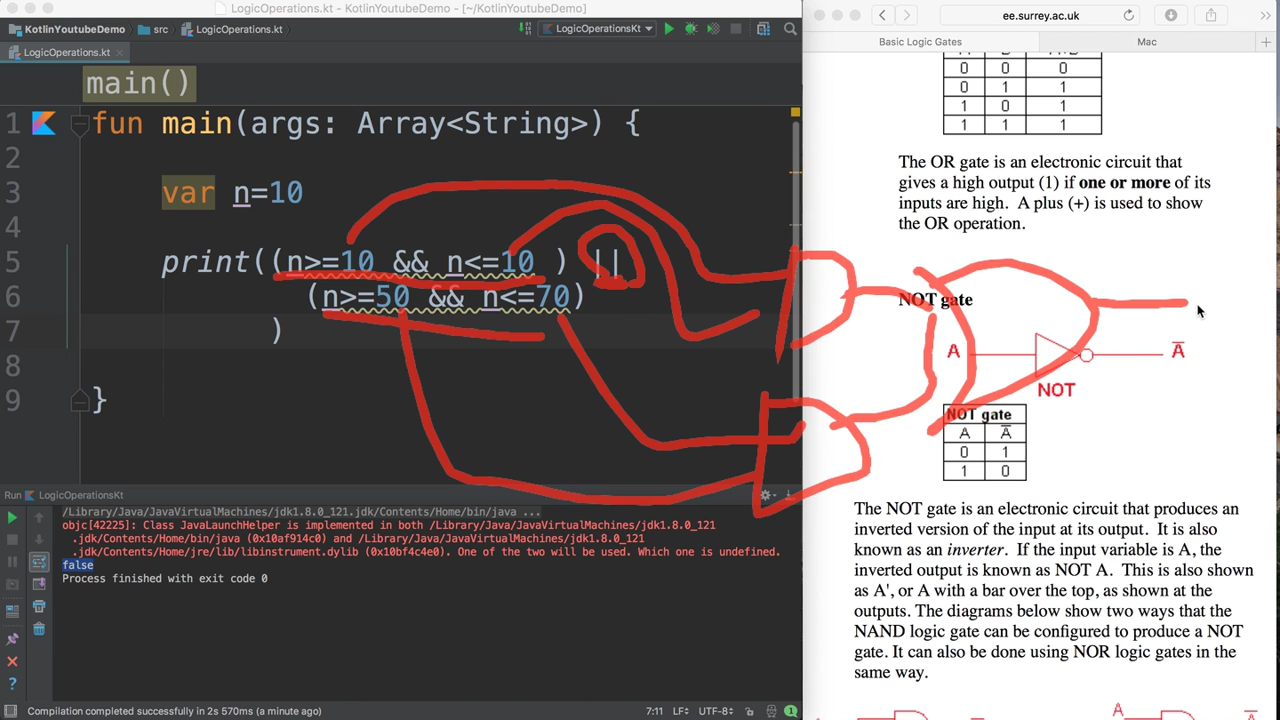 LogicOperations.kt - KotlinYoutubeDemo - [~/KotlinYoutubeDemo]
KotlinYoutubeDemo src LogicOperations.kt LogicOperationsKt
LogicOperations.kt
main()
1 fun main(args: Array<String>) {
2
3 var n=10
4
5 print((n>=10 && n<=10 ) ||
6 (n>=50 && n<=70)
7 )
8
9 }
Run LogicOperationsKt
/Library/Java/JavaVirtualMachines/jdk1.8.0_121.jdk/Contents/Home/bin/java ...
objc[42225]: Class JavaLaunchHelper is implemented in both /Library/Java/JavaVirtualMachines/jdk1.8.0_121
.jdk/Contents/Home/bin/java (0x10af914c0) and /Library/Java/JavaVirtualMachines/jdk1.8.0_121
.jdk/Contents/Home/jre/lib/libinstrument.dylib (0x10bf4c4e0). One of the two will be used. Which one is undefined.
false
Process finished with exit code 0
Compilation completed successfully in 2s 570ms (a minute ago) 7:11 LF÷ UTF-8÷ 1
ee.surrey.ac.uk
Basic Logic Gates Mac
0 0 0
0 1 1
1 0 1
1 1 1
The OR gate is an electronic circuit that
gives a high output (1) if one or more of its
inputs are high. A plus (+) is used to show
the OR operation.
NOT gate
A Ā
NOT
NOT gate
A Ā
0 1
1 0
The NOT gate is an electronic circuit that produces an
inverted version of the input at its output. It is also
known as an inverter. If the input variable is A, the
inverted output is known as NOT A. This is also shown
as A', or A with a bar over the top, as shown at the
outputs. The diagrams below show two ways that the
NAND logic gate can be configured to produce a NOT
gate. It can also be done using NOR logic gates in the
same way.
A